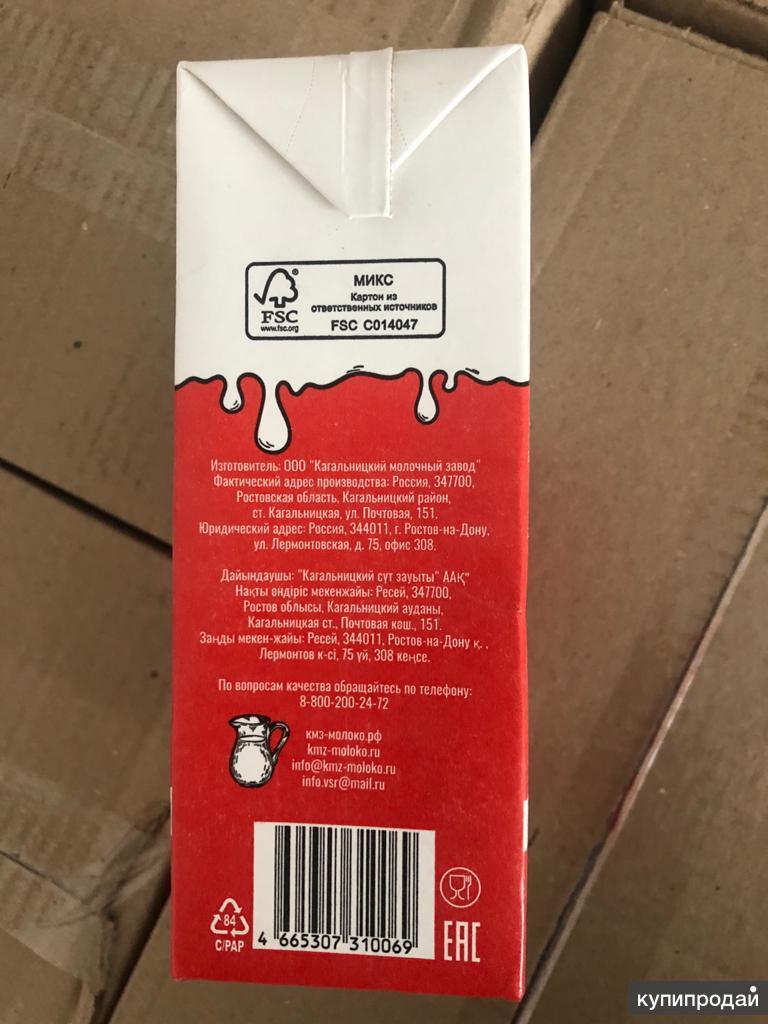 FSC
www.fsc.org
МИКС
Картон из
ответственных источников
FSC C014047
Изготовитель: ООО "Кагальницкий молочный завод"
Фактический адрес производства: Россия, 347700,
Ростовская область, Кагальницкий район,
ст. Кагальницкая, ул. Почтовая, 151.
Юридический адрес: Россия, 344011, г. Ростов-на-Дону,
ул. Лермонтовская, д. 75, офис 308.
Дайындаушы: "Кагальницкий сүт зауыты" ААҚ"
Нақты өндіріс мекенжайы: Ресей, 347700,
Ростов облысы, Кагальницкий ауданы,
Кагальницкая ст., Почтовая көш., 151.
Заңды мекен-жайы: Ресей, 344011, Ростов-на-Дону қ. ,
Лермонтов к-сі, 75 үй, 308 кеңсе.
По вопросам качества обращайтесь по телефону:
8-800-200-24-72
кмз-молоко.рф
kmz-moloko.ru
info@kmz-moloko.ru
info.vsr@mail.ru
84
C/PAP
4 665307 310069
EAC
купипродай